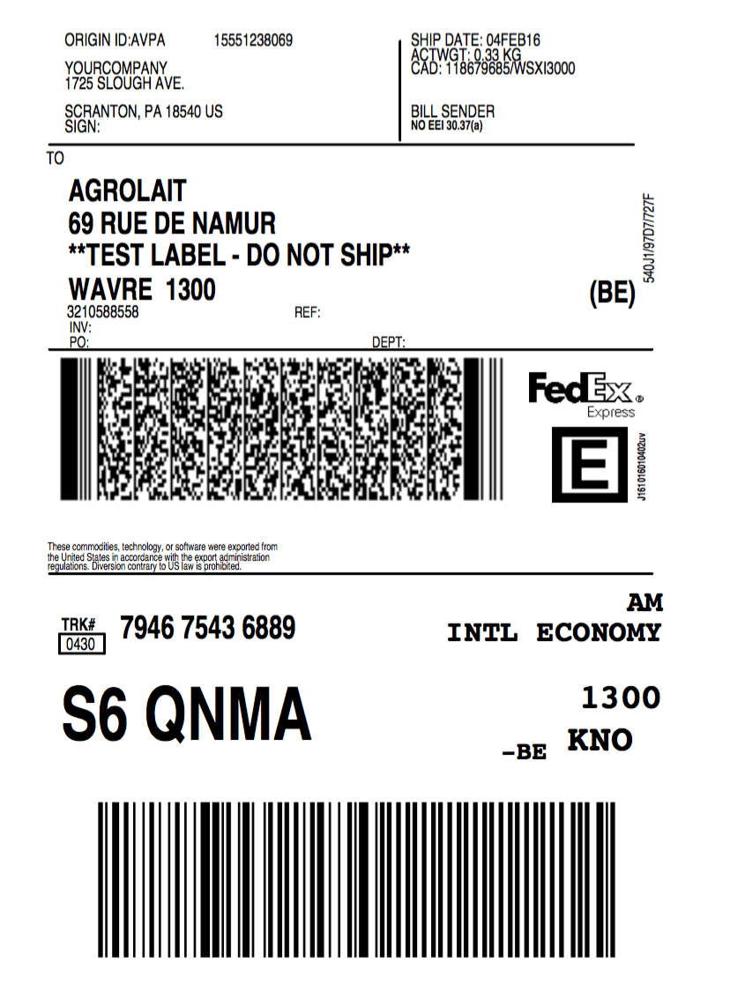 ORIGIN ID:AVPA 15551238069
YOURCOMPANY
1725 SLOUGH AVE.
SCRANTON, PA 18540 US
SIGN:
SHIP DATE: 04FEB16
ACTWGT: 0.33 KG
CAD: 118679685/WSXI3000
BILL SENDER
NO EEI 30.37(a)
TO
AGROLAIT
69 RUE DE NAMUR
**TEST LABEL - DO NOT SHIP**
WAVRE 1300 (BE)
3210588558 REF:
INV:
PO: DEPT:
540J1/97D7/727F
FedEx®
Express
E
J161016010402uv
These commodities, technology, or software were exported from
the United States in accordance with the export administration
regulations. Diversion contrary to US law is prohibited.
AM
TRK# 7946 7543 6889 INTL ECONOMY
0430
S6 QNMA
1300
-BE KNO